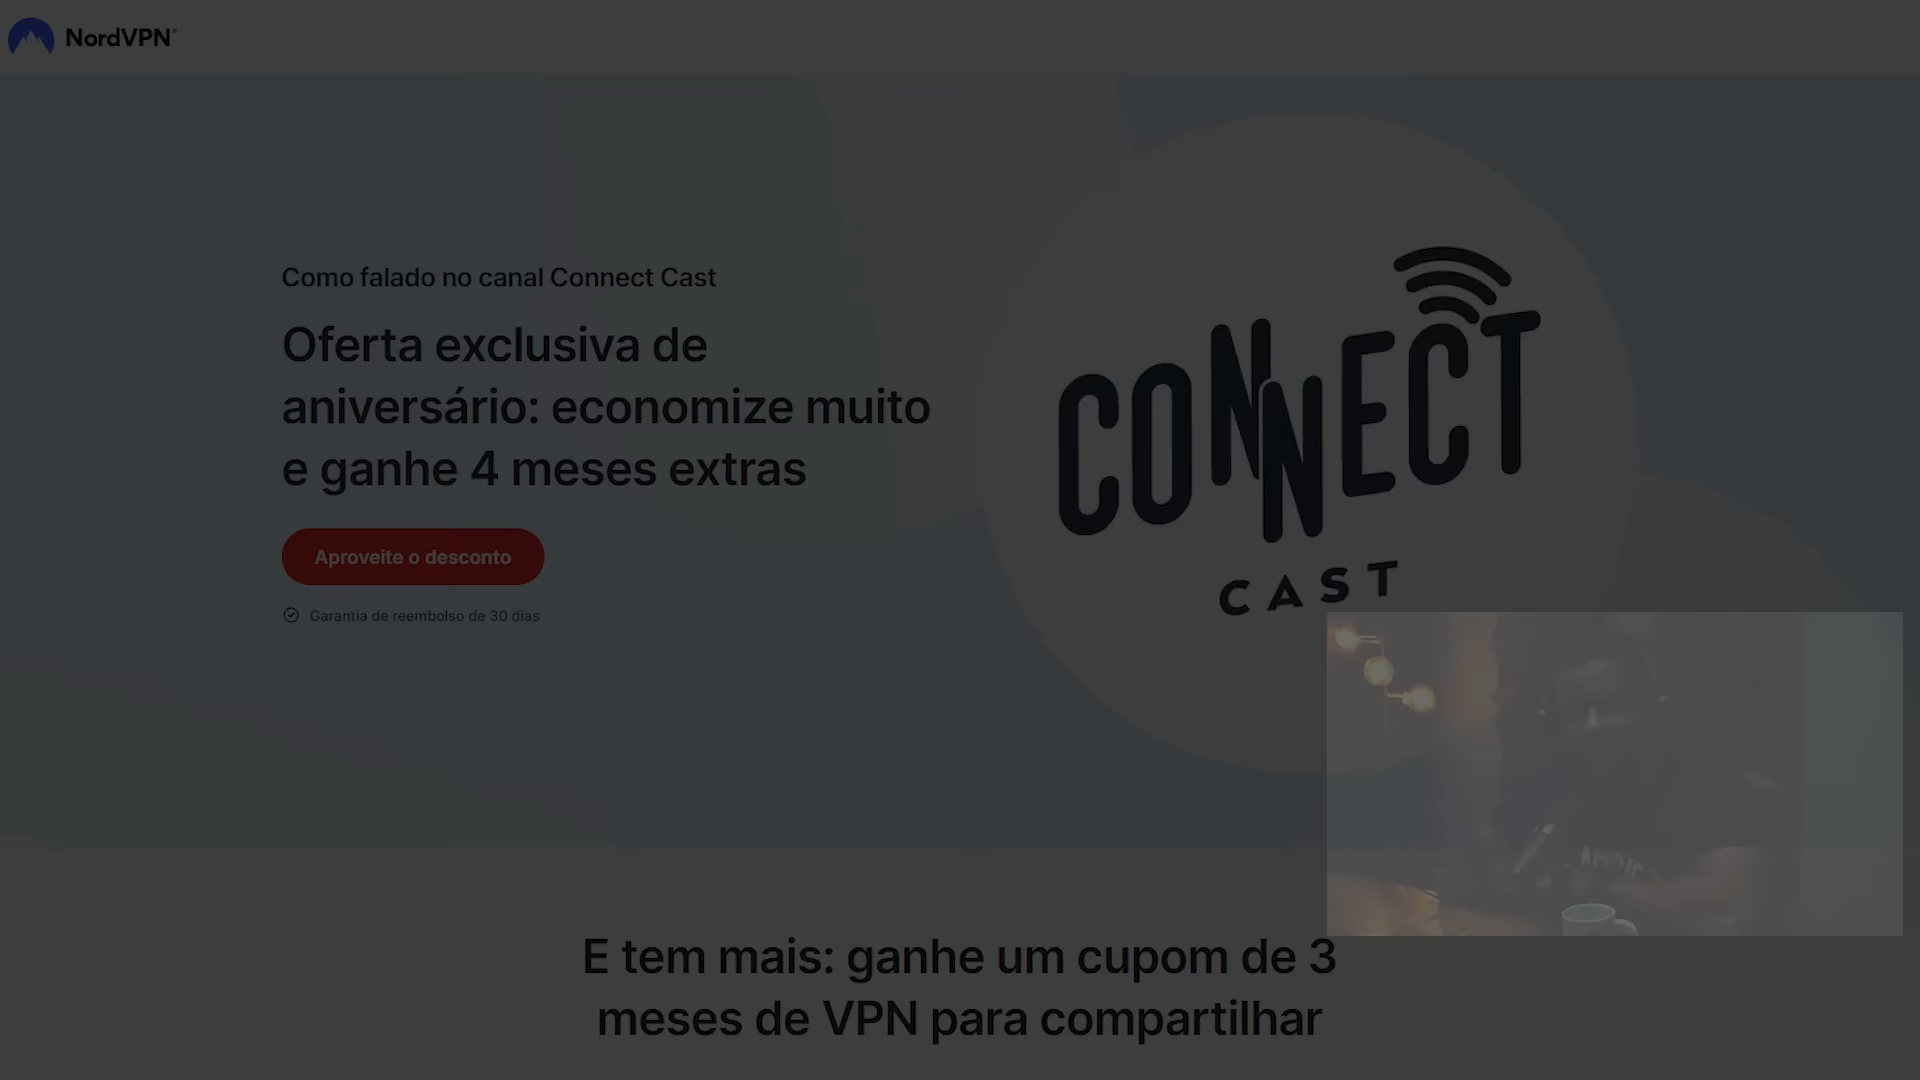 NordVPN®
Como falado no canal Connect Cast
Oferta exclusiva de
aniversário: economize muito
e ganhe 4 meses extras
Aproveite o desconto
Garantia de reembolso de 30 dias
CONNECT
CAST
E tem mais: ganhe um cupom de 3
meses de VPN para compartilhar